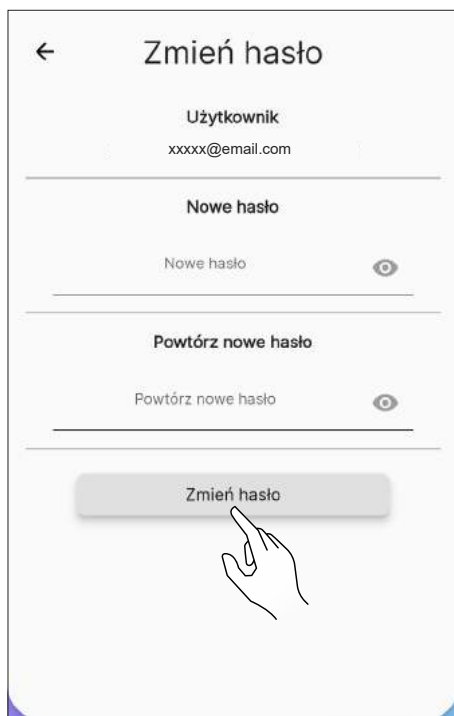 Zmień hasło
Użytkownik
xxxxx@email.com
Nowe hasło
Nowe hasło
Powtórz nowe hasło
Powtórz nowe hasło
Zmień hasło